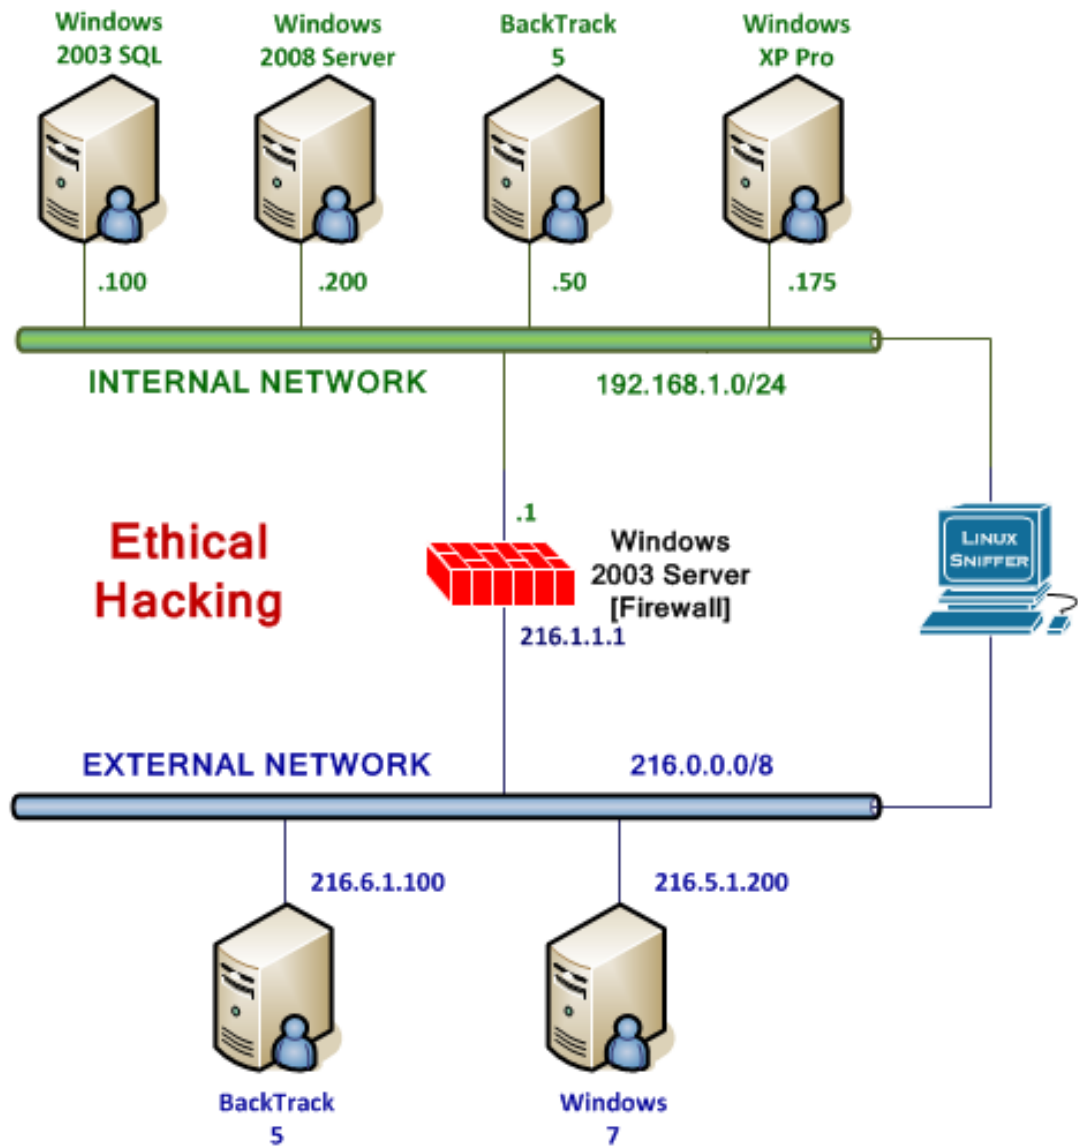 Windows
2003 SQL
Windows
2008 Server
BackTrack
5
Windows
XP Pro
.100
.200
.50
.175
INTERNAL NETWORK
192.168.1.0/24
.1
Ethical
Hacking
Windows
2003 Server
[Firewall]
LINUX
SNIFFER
216.1.1.1
EXTERNAL NETWORK
216.0.0.0/8
216.6.1.100
216.5.1.200
BackTrack
5
Windows
7